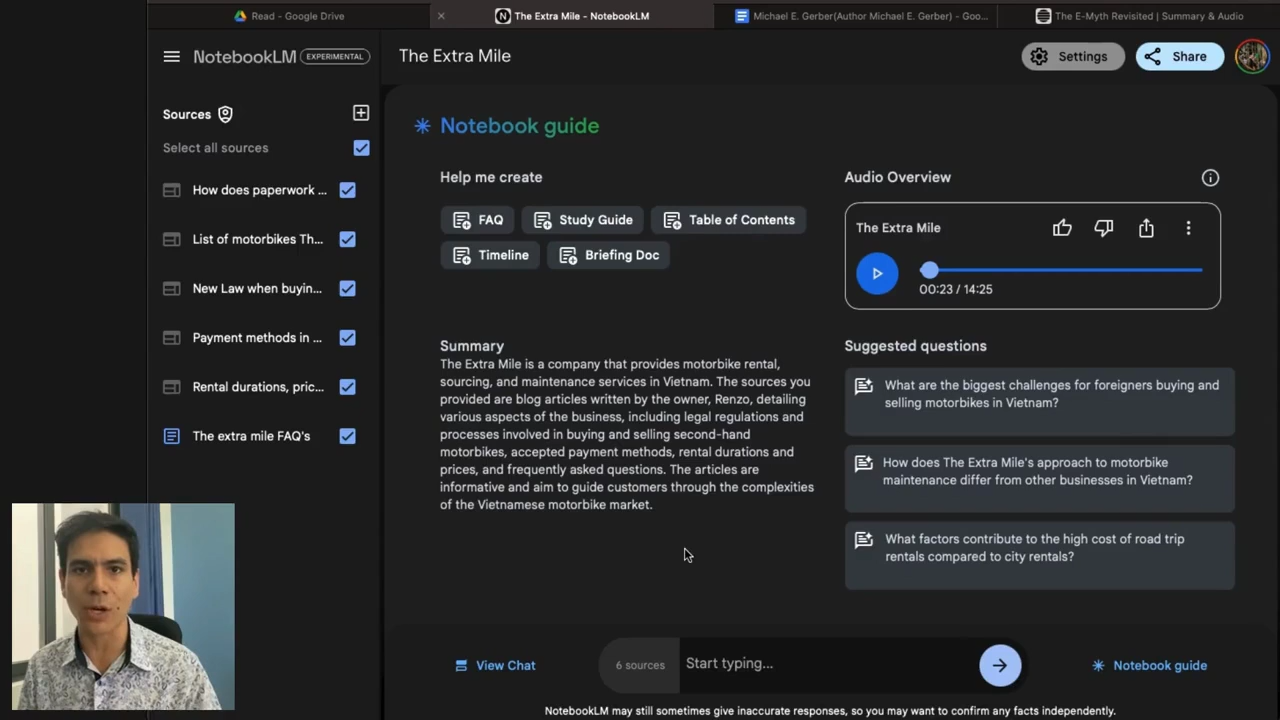 Read - Google Drive
The Extra Mile - NotebookLM
Michael E. Gerber(Author Michael E. Gerber) - Goo...
The E-Myth Revisited | Summary & Audio
NotebookLM
EXPERIMENTAL
The Extra Mile
Settings
Share
Sources
Select all sources
How does paperwork ...
List of motorbikes Th...
New Law when buyin...
Payment methods in ...
Rental durations, pric...
The extra mile FAQ's
Notebook guide
Help me create
FAQ
Study Guide
Table of Contents
Timeline
Briefing Doc
Audio Overview
The Extra Mile
00:23 / 14:25
Summary
The Extra Mile is a company that provides motorbike rental,
sourcing, and maintenance services in Vietnam. The sources you
provided are blog articles written by the owner, Renzo, detailing
various aspects of the business, including legal regulations and
processes involved in buying and selling second-hand
motorbikes, accepted payment methods, rental durations and
prices, and frequently asked questions. The articles are
informative and aim to guide customers through the complexities
of the Vietnamese motorbike market.
Suggested questions
What are the biggest challenges for foreigners buying and
selling motorbikes in Vietnam?
How does The Extra Mile's approach to motorbike
maintenance differ from other businesses in Vietnam?
What factors contribute to the high cost of road trip
rentals compared to city rentals?
View Chat
6 sources
Start typing...
Notebook guide
NotebookLM may still sometimes give inaccurate responses, so you may want to confirm any facts independently.